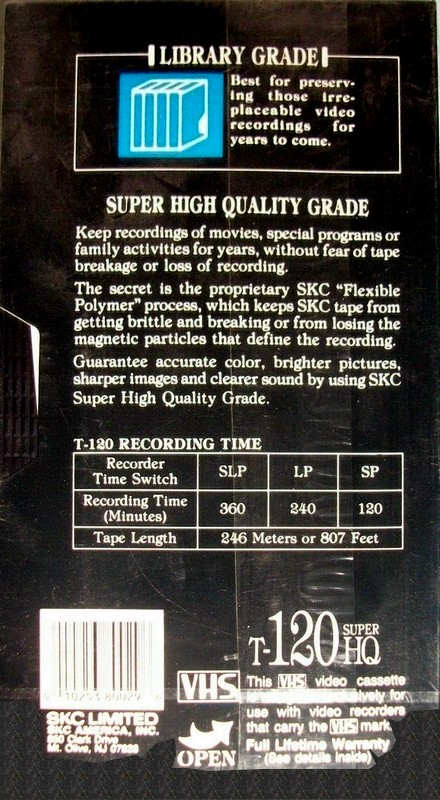 LIBRARY GRADE
Best for preserv-
ing those irre-
placeable video
recordings for
years to come.
SUPER HIGH QUALITY GRADE
Keep recordings of movies, special programs or
family activities for years, without fear of tape
breakage or loss of recording.
The secret is the proprietary SKC "Flexible
Polymer" process, which keeps SKC tape from
getting brittle and breaking or from losing the
magnetic particles that define the recording.
Guarantee accurate color, brighter pictures,
sharper images and clearer sound by using SKC
Super High Quality Grade.
T-120 RECORDING TIME
Recorder Time Switch SLP LP SP
Recording Time (Minutes) 360 240 120
Tape Length 246 Meters or 807 Feet
T-120 SUPER HQ
VHS
This VHS video cassette
for
use with video recorders
that carry the VHS mark.
Full Lifetime Warranty
(See details inside)
SKC LIMITED
SKC AMERICA, INC.
Clark Drive
Mt. Olive, NJ 07828
OPEN